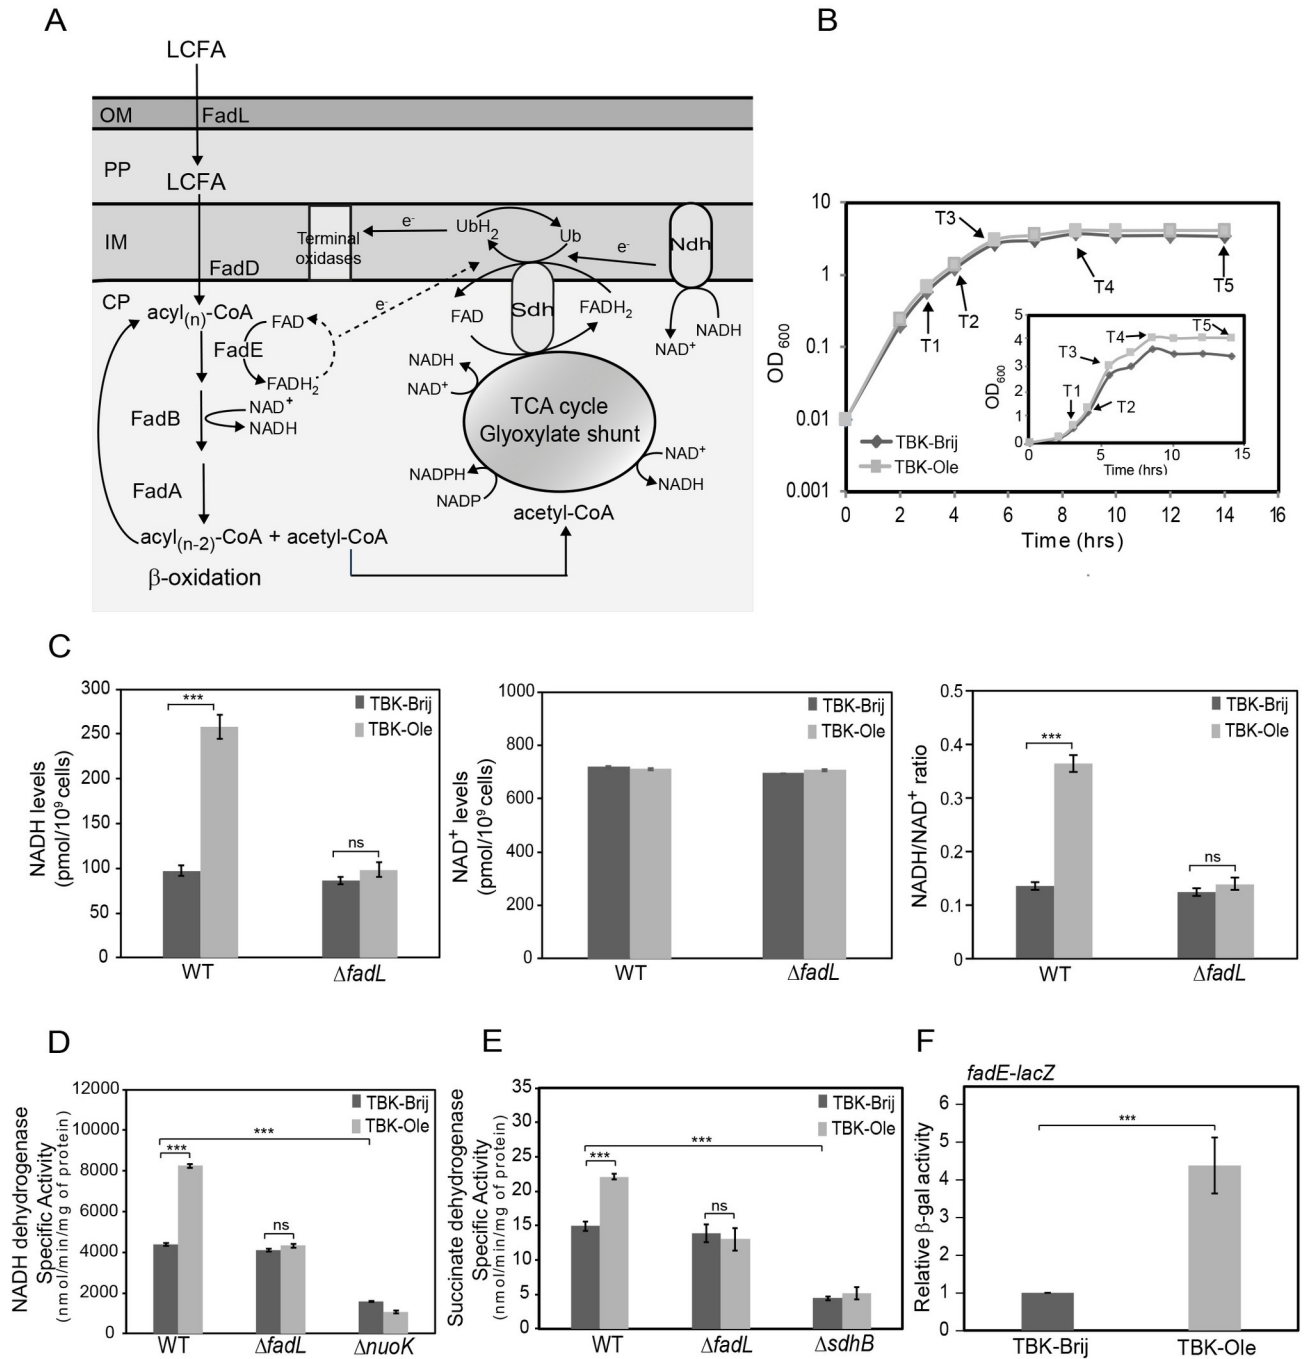 A
LCFA
OM
FadL
PP
LCFA
IM
Terminal
oxidases
e-
UbH2
Ub
e-
Ndh
FadD
CP
acyl(n)-CoA
FAD
FadE
FADH2
e-
FAD
Sdh
FADH2
NAD+
NADH
FadB
NAD+
NADH
NADH
NAD+
TCA cycle
Glyoxylate shunt
NAD+
NADH
NADPH
NADP
FadA
acetyl-CoA
acyl(n-2)-CoA + acetyl-CoA
β-oxidation
B
OD600
10
1
0.1
0.01
0.001
T3
T1
T2
T4
T5
TBK-Brij
TBK-Ole
0
2
4
6
8
10
12
14
16
Time (hrs)
OD600
5
4
3
2
1
0
T1
T2
T3
T4
T5
0
5
10
15
Time (hrs)
C
NADH levels
(pmol/10⁹ cells)
300
250
200
150
100
50
0
***
ns
TBK-Brij
TBK-Ole
WT
ΔfadL
NAD+ levels
(pmol/10⁹ cells)
1000
800
600
400
200
0
TBK-Brij
TBK-Ole
WT
ΔfadL
NADH/NAD+ ratio
0.5
0.4
0.3
0.2
0.1
0
***
ns
TBK-Brij
TBK-Ole
WT
ΔfadL
D
NADH dehydrogenase
Specific Activity
(nmol/min/mg of protein)
12000
10000
8000
6000
4000
2000
0
***
***
ns
TBK-Brij
TBK-Ole
WT
ΔfadL
ΔnuoK
E
Succinate dehydrogenase
Specific Activity
(nmol/min/mg of protein)
35
30
25
20
15
10
5
0
***
***
ns
TBK-Brij
TBK-Ole
WT
ΔfadL
ΔsdhB
F
fadE-lacZ
Relative β-gal activity
6
5
4
3
2
1
0
***
TBK-Brij
TBK-Ole